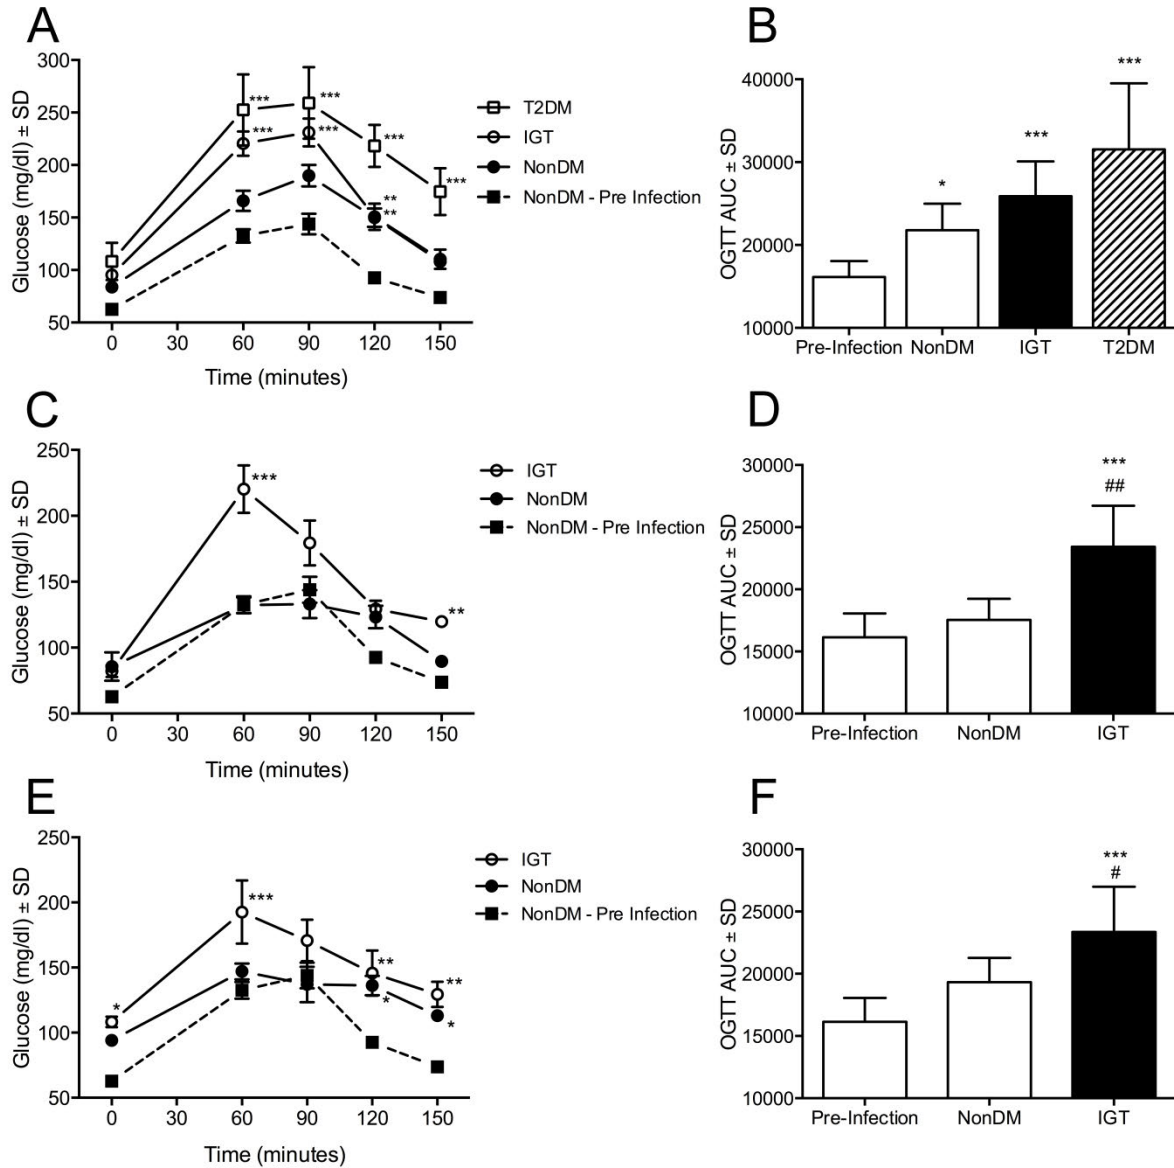 A
Glucose (mg/dl) ± SD
300
250
200
150
100
50
0 30 60 90 120 150
Time (minutes)
***
***
***
***
***
**
**
***
T2DM
IGT
NonDM
NonDM - Pre Infection
B
OGTT AUC ± SD
40000
30000
20000
10000
*
***
***
Pre-Infection NonDM IGT T2DM
C
Glucose (mg/dl) ± SD
250
200
150
100
50
0 30 60 90 120 150
Time (minutes)
***
**
IGT
NonDM
NonDM - Pre Infection
D
OGTT AUC ± SD
30000
25000
20000
15000
10000
***
##
Pre-Infection NonDM IGT
E
Glucose (mg/dl) ± SD
250
200
150
100
50
0 30 60 90 120 150
Time (minutes)
*
***
**
*
**
*
IGT
NonDM
NonDM - Pre Infection
F
OGTT AUC ± SD
30000
25000
20000
15000
10000
***
#
Pre-Infection NonDM IGT